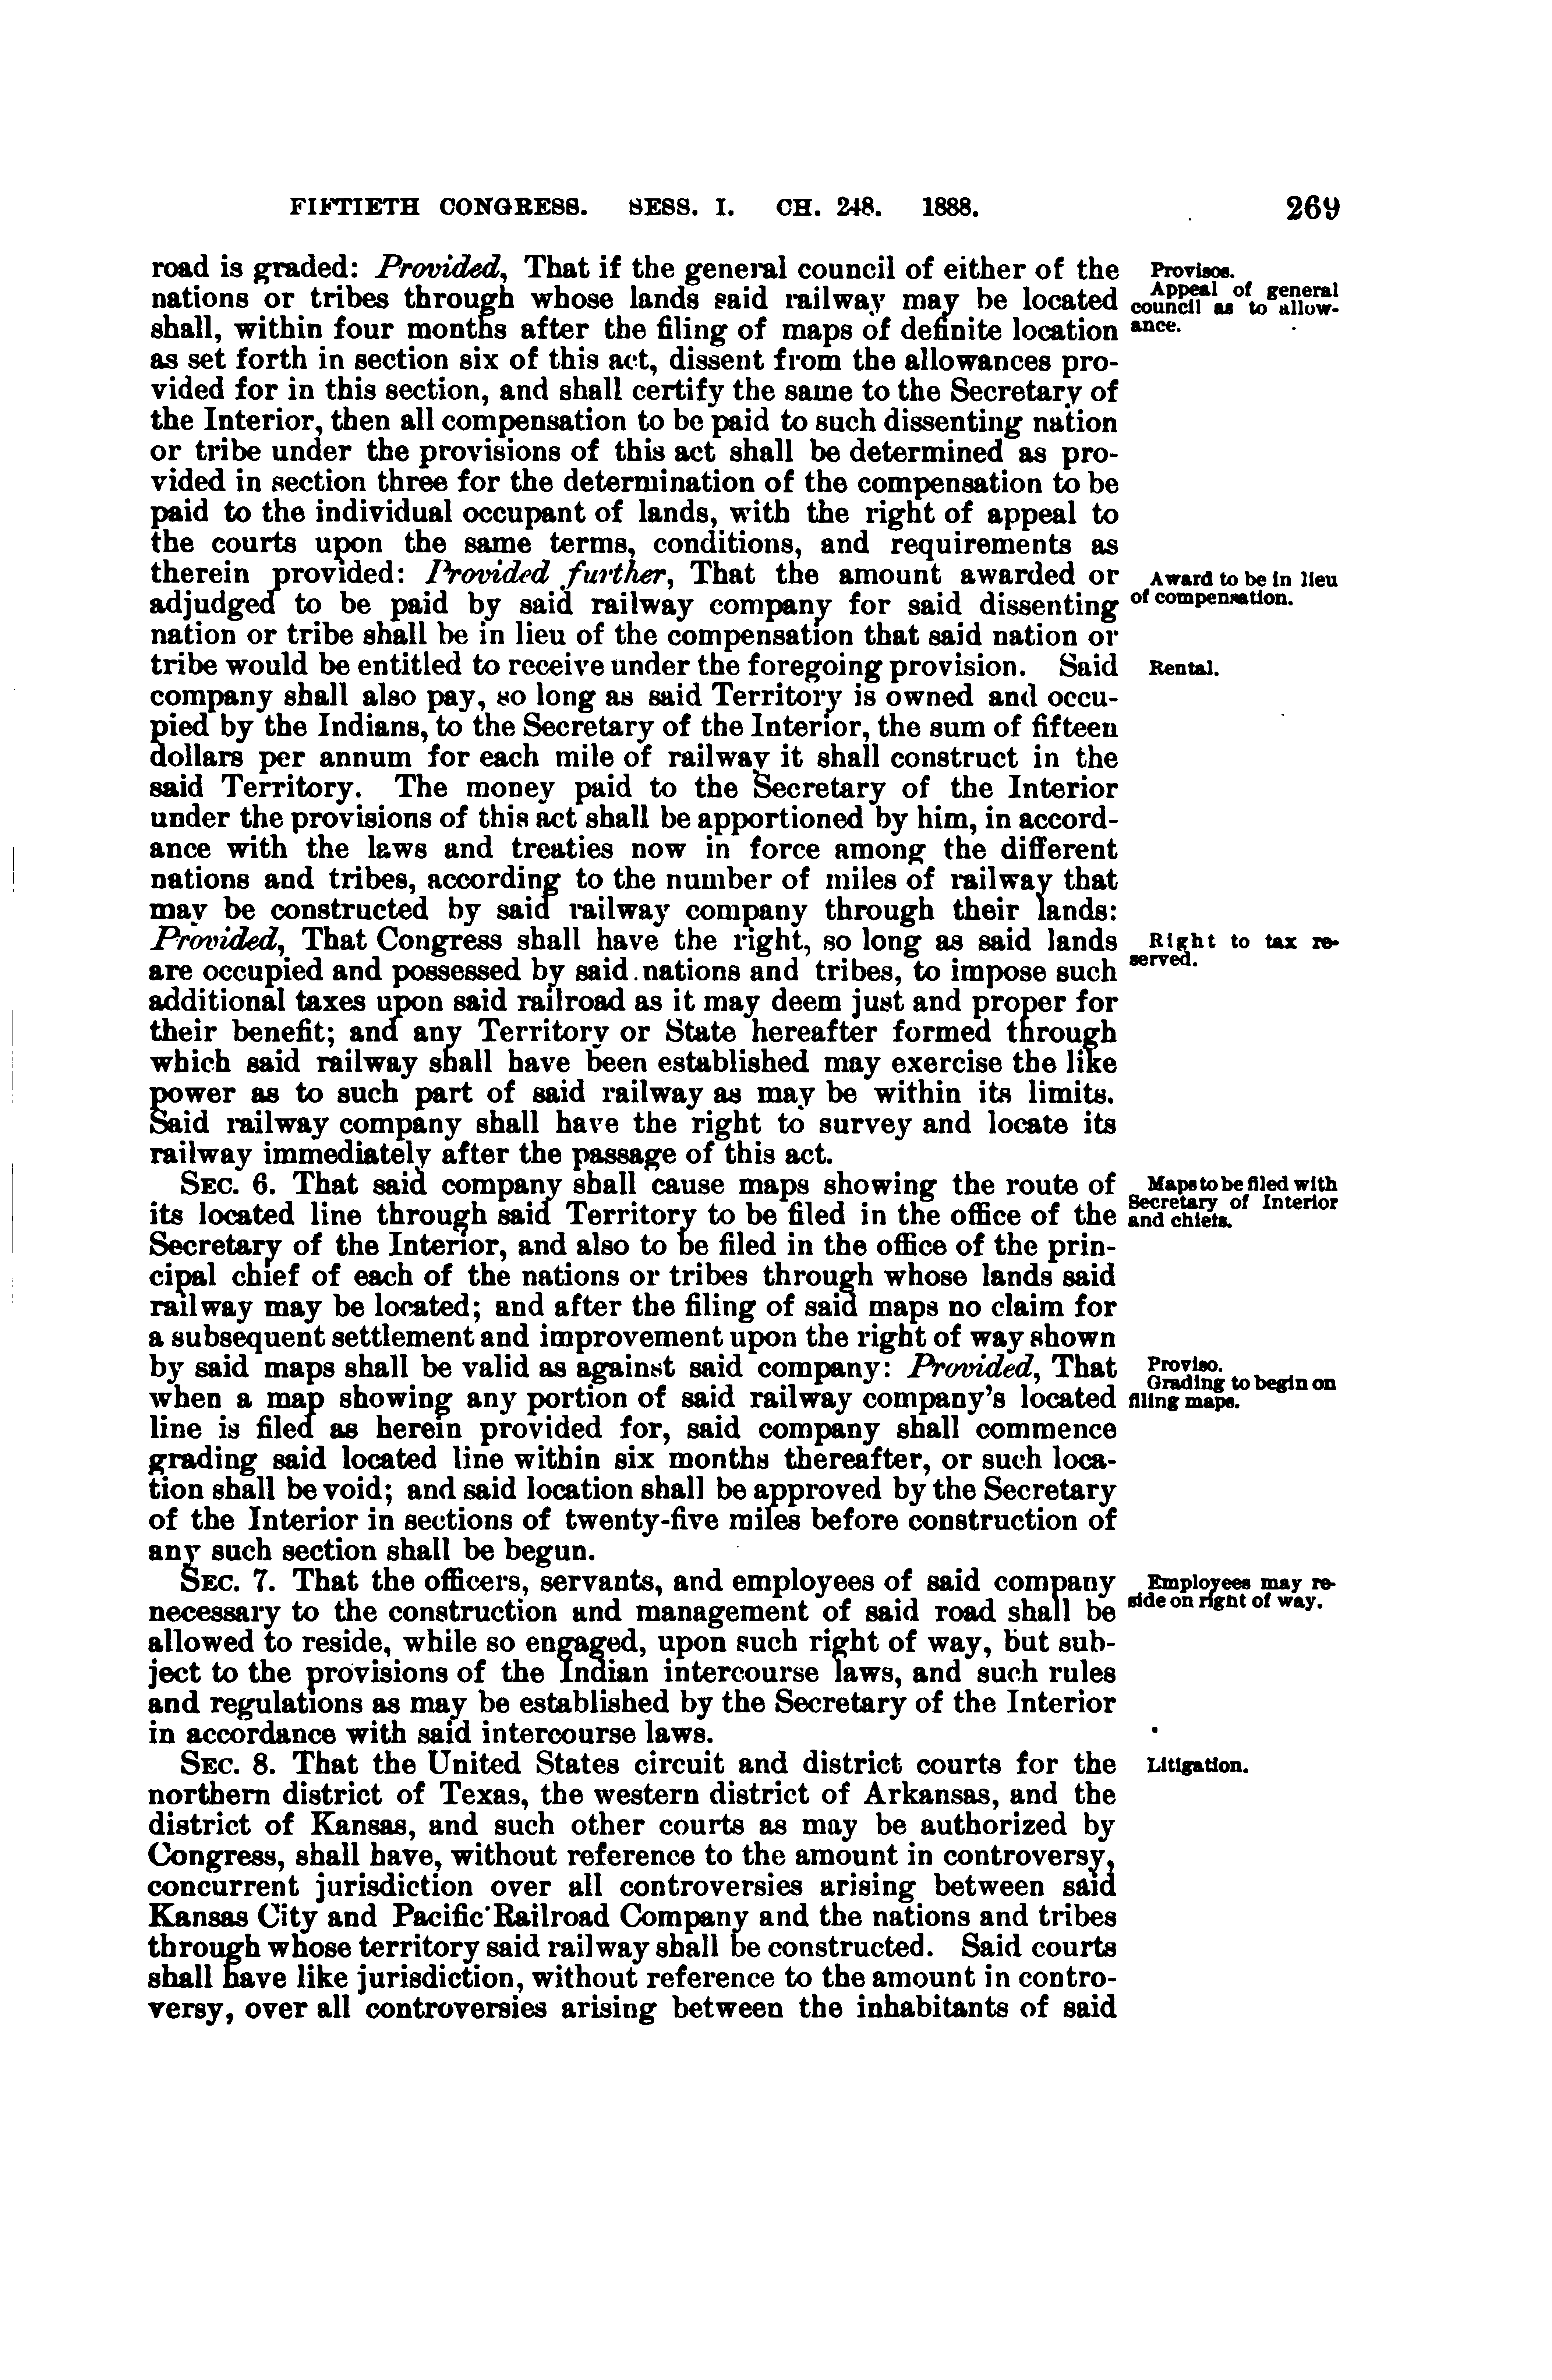 FIFTIETH CONGRESS. SESS. I. CH. 248. 1888. 269
road is graded: Provided, That if the general council of either of the
nations or tribes through whose lands said railway may be located
shall, within four months after the filing of maps of definite location
as set forth in section six of this act, dissent from the allowances pro-
vided for in this section, and shall certify the same to the Secretary of
the Interior, then all compensation to be paid to such dissenting nation
or tribe under the provisions of this act shall be determined as pro-
vided in section three for the determination of the compensation to be
paid to the individual occupant of lands, with the right of appeal to
the courts upon the same terms, conditions, and requirements as
therein provided: Provided further, That the amount awarded or
adjudged to be paid by said railway company for said dissenting
nation or tribe shall be in lieu of the compensation that said nation or
tribe would be entitled to receive under the foregoing provision. Said
company shall also pay, so long as said Territory is owned and occu-
pied by the Indians, to the Secretary of the Interior, the sum of fifteen
dollars per annum for each mile of railway it shall construct in the
said Territory. The money paid to the Secretary of the Interior
under the provisions of this act shall be apportioned by him, in accord-
ance with the laws and treaties now in force among the different
nations and tribes, according to the number of miles of railway that
may be constructed by said railway company through their lands:
Provided, That Congress shall have the right, so long as said lands
are occupied and possessed by said nations and tribes, to impose such
additional taxes upon said railroad as it may deem just and proper for
their benefit; and any Territory or State hereafter formed through
which said railway shall have been established may exercise the like
power as to such part of said railway as may be within its limits.
Said railway company shall have the right to survey and locate its
railway immediately after the passage of this act.
SEC. 6. That said company shall cause maps showing the route of
its located line through said Territory to be filed in the office of the
Secretary of the Interior, and also to be filed in the office of the prin-
cipal chief of each of the nations or tribes through whose lands said
railway may be located; and after the filing of said maps no claim for
a subsequent settlement and improvement upon the right of way shown
by said maps shall be valid as against said company: Provided, That
when a map showing any portion of said railway company's located
line is filed as herein provided for, said company shall commence
grading said located line within six months thereafter, or such loca-
tion shall be void; and said location shall be approved by the Secretary
of the Interior in sections of twenty-five miles before construction of
any such section shall be begun.
SEC. 7. That the officers, servants, and employees of said company
necessary to the construction and management of said road shall be
allowed to reside, while so engaged, upon such right of way, but sub-
ject to the provisions of the Indian intercourse laws, and such rules
and regulations as may be established by the Secretary of the Interior
in accordance with said intercourse laws.
SEC. 8. That the United States circuit and district courts for the
northern district of Texas, the western district of Arkansas, and the
district of Kansas, and such other courts as may be authorized by
Congress, shall have, without reference to the amount in controversy,
concurrent jurisdiction over all controversies arising between said
Kansas City and Pacific Railroad Company and the nations and tribes
through whose territory said railway shall be constructed. Said courts
shall have like jurisdiction, without reference to the amount in contro-
versy, over all controversies arising between the inhabitants of said
Provisos.
Appeal of general
council as to allow-
ance.
Award to be in lieu
of compensation.
Rental.
Right to tax re-
served.
Maps to be filed with
Secretary of Interior
and chiefs.
Proviso.
Grading to begin on
filing maps.
Employees may re-
side on right of way.
Litigation.